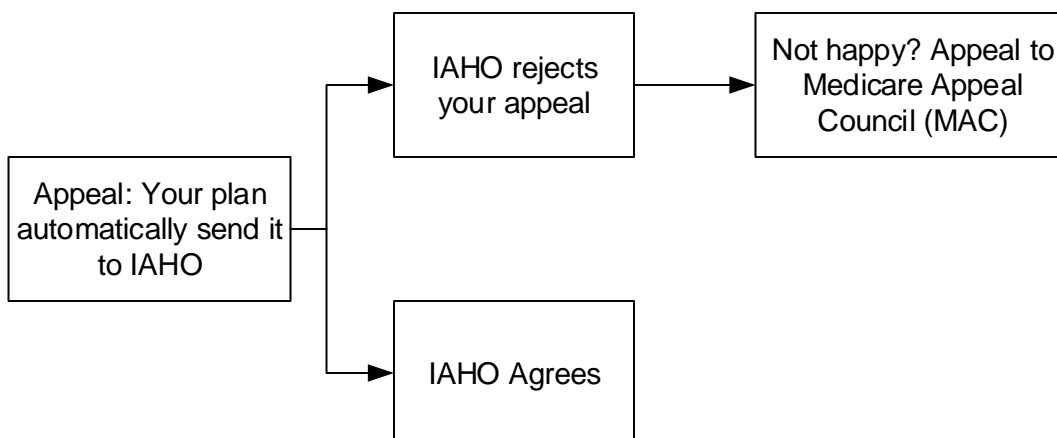 Appeal: Your plan
automatically send it
to IAHO
IAHO rejects
your appeal
Not happy? Appeal to
Medicare Appeal
Council (MAC)
IAHO Agrees